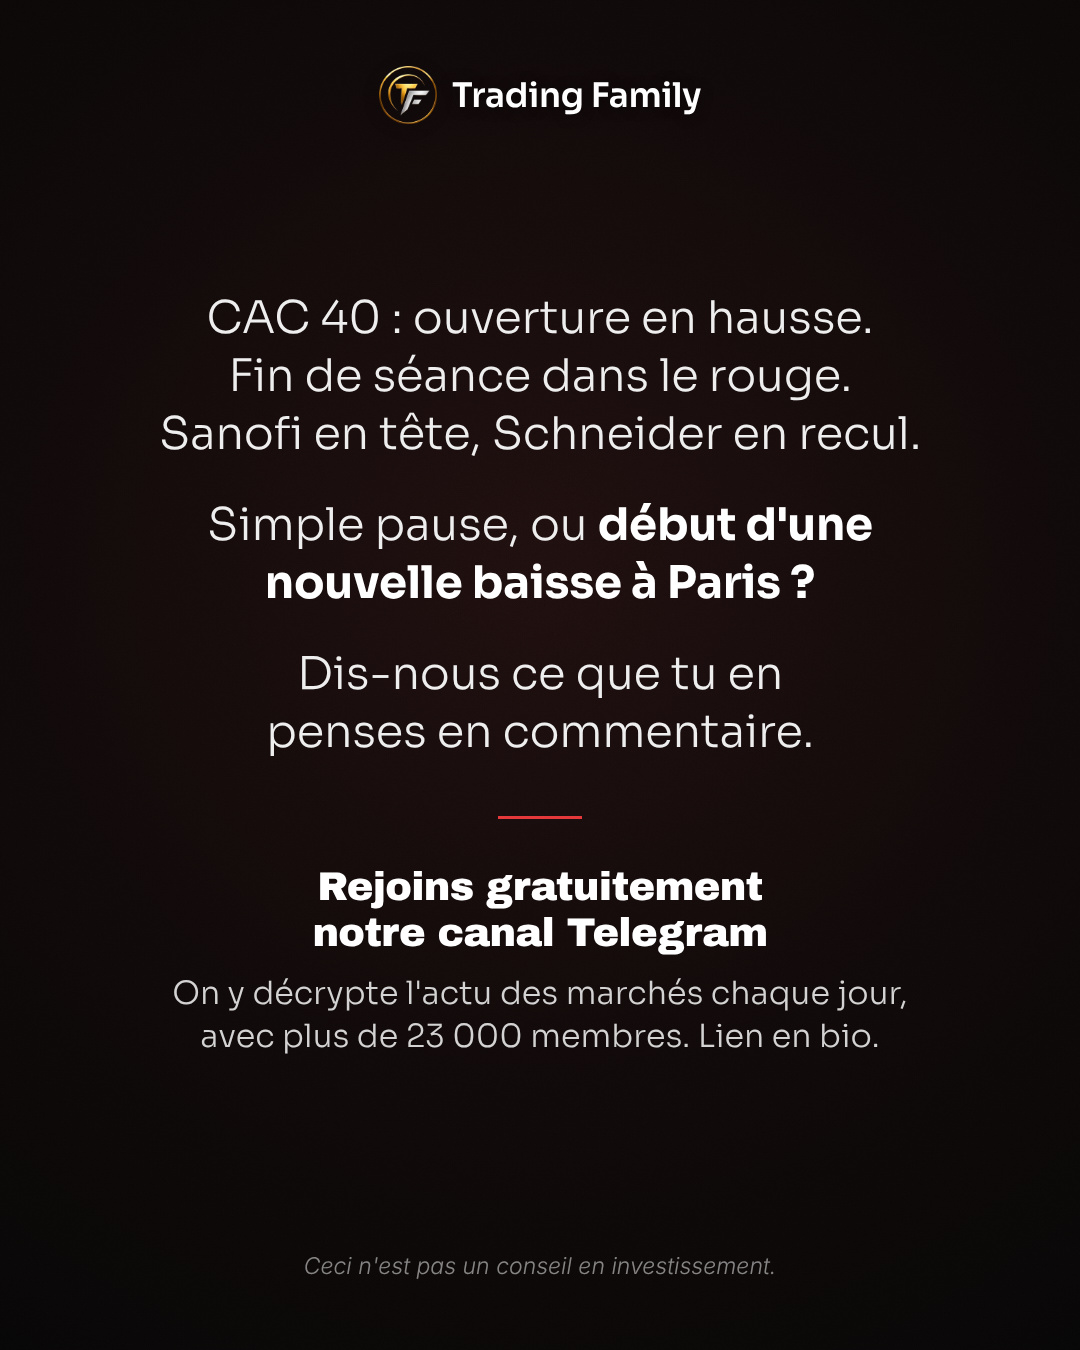 TF Trading Family
CAC 40 : ouverture en hausse.
Fin de séance dans le rouge.
Sanofi en tête, Schneider en recul.
Simple pause, ou début d'une
nouvelle baisse à Paris ?
Dis-nous ce que tu en
penses en commentaire.
Rejoins gratuitement
notre canal Telegram
On y décrypte l'actu des marchés chaque jour,
avec plus de 23 000 membres. Lien en bio.
Ceci n'est pas un conseil en investissement.